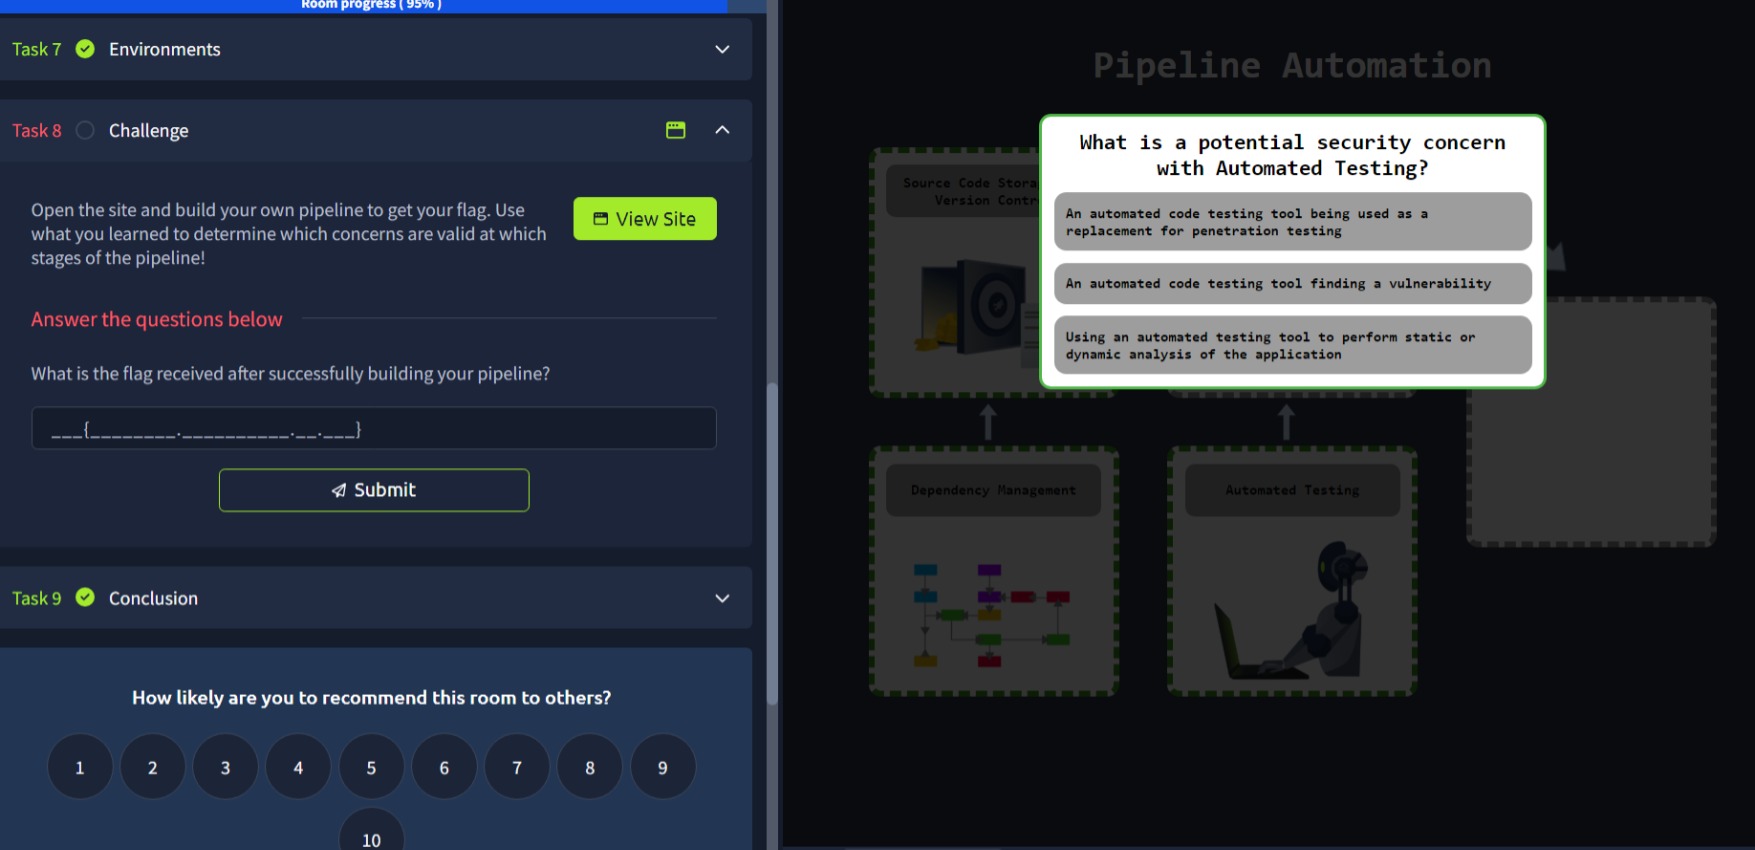 Room progress ( 95% )
Task 7 Environments
Task 8 Challenge
Open the site and build your own pipeline to get your flag. Use
what you learned to determine which concerns are valid at which
stages of the pipeline!
View Site
Answer the questions below
What is the flag received after successfully building your pipeline?
___{________.__________.__.___}
Submit
Task 9 Conclusion
How likely are you to recommend this room to others?
1 2 3 4 5 6 7 8 9
10
Pipeline Automation
What is a potential security concern
with Automated Testing?
An automated code testing tool being used as a
replacement for penetration testing
An automated code testing tool finding a vulnerability
Using an automated testing tool to perform static or
dynamic analysis of the application
Source Code
Version
Dependency Management
Automated Testing